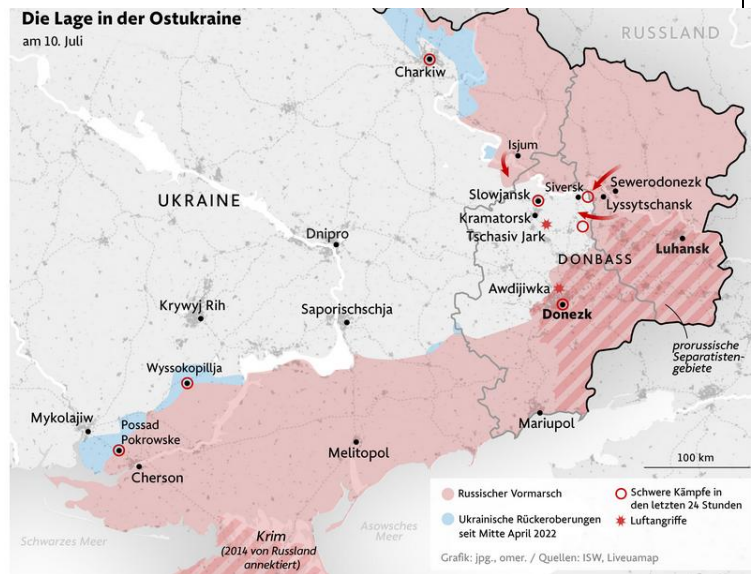 Die Lage in der Ostukraine
am 10. Juli
RUSSLAND
Charkiw
Isjum
Slowjansk
Siversk
Sewerodonezk
Lyssytschansk
Kramatorsk
Tschasiv Jark
UKRAINE
Dnipro
Luhansk
DONBASS
Awdijiwka
Donezk
Krywyj Rih
Saporischschja
prorussische
Separatisten-
gebiete
Wyssokopillja
Mykolajiw
Possad
Pokrowske
Mariupol
Melitopol
Cherson
100 km
Russischer Vormarsch
Ukrainische Rückeroberungen
seit Mitte April 2022
Schwere Kämpfe in
den letzten 24 Stunden
Luftangriffe
Schwarzes Meer
Krim
(2014 von Russland
annektiert)
Asowsches
Meer
Grafik: jpg., omer. / Quellen: ISW, Liveuamap